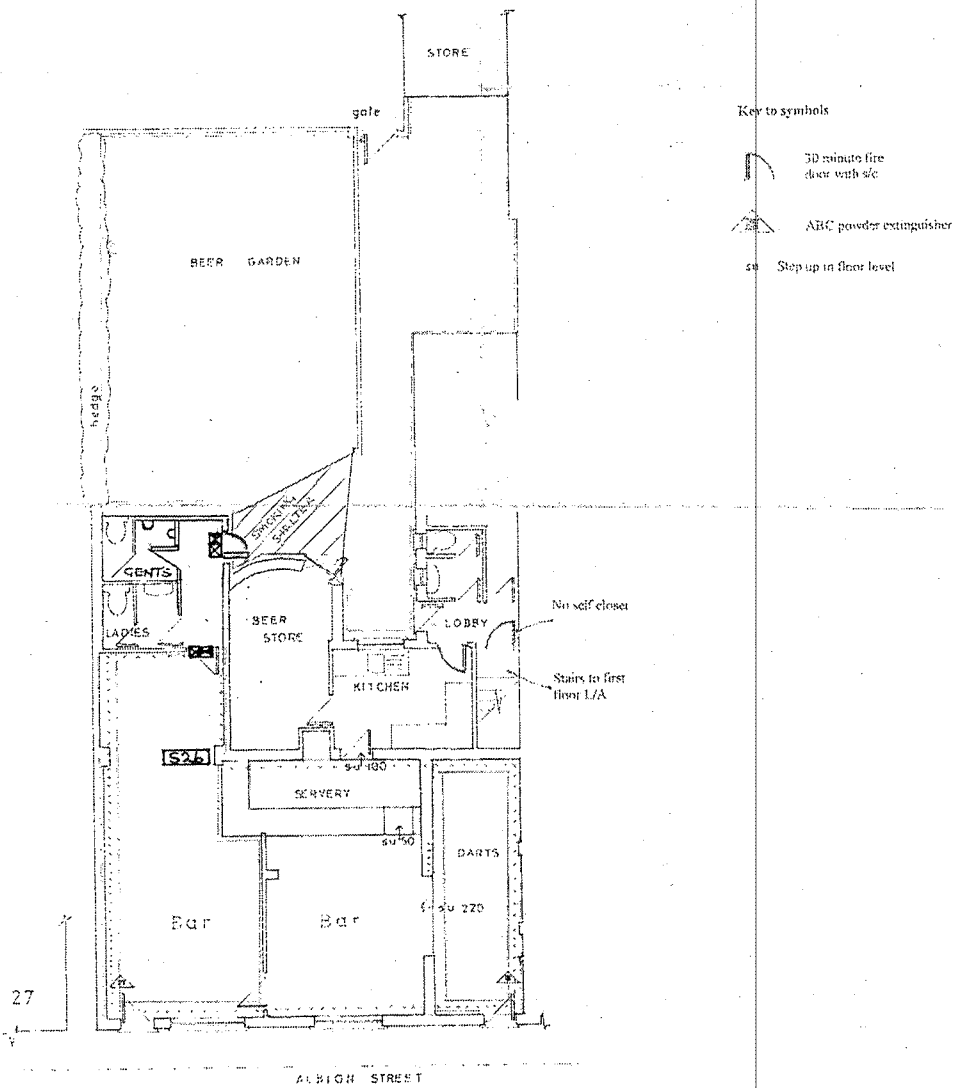 STORE
gate
Key to symbols
30 minute fire
door with s/c
ABC powder extinguisher
su Step up in floor level
BEER GARDEN
hedge
SMOKING
SHELTER
GENTS
LADIES
BEER
STORE
LOBBY
No self closer
KITCHEN
Stairs to first
floor L/A
S26
su 180
SERVERY
su 50
DARTS
su 220
Bar
Bar
27
ALBION STREET